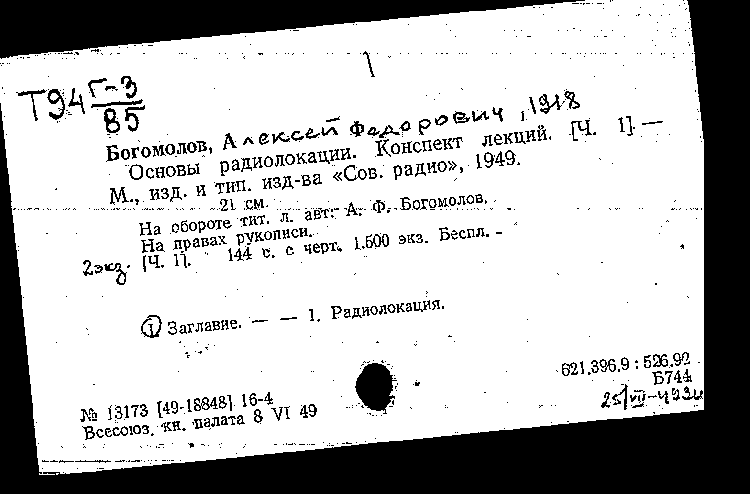 1
Т94 Г-3/85
Богомолов, Алексей Федорович, 1918
Основы радиолокации. Конспект лекций. [Ч. 1] —
М., изд. и тип. изд-ва «Сов. радио», 1949.
21 см.
На обороте тит. л. авт: А. Ф. Богомолов.
На правах рукописи.
2экз. [Ч. 1]. 144 с. с черт. 1.500 экз. Беспл. -
1 Заглавие. — — 1. Радиолокация.
621.396.9 : 526.92
Б744
№ 13173 [49-18848] 16-4
Всесоюз. кн. палата 8 VI 49
25/VII-